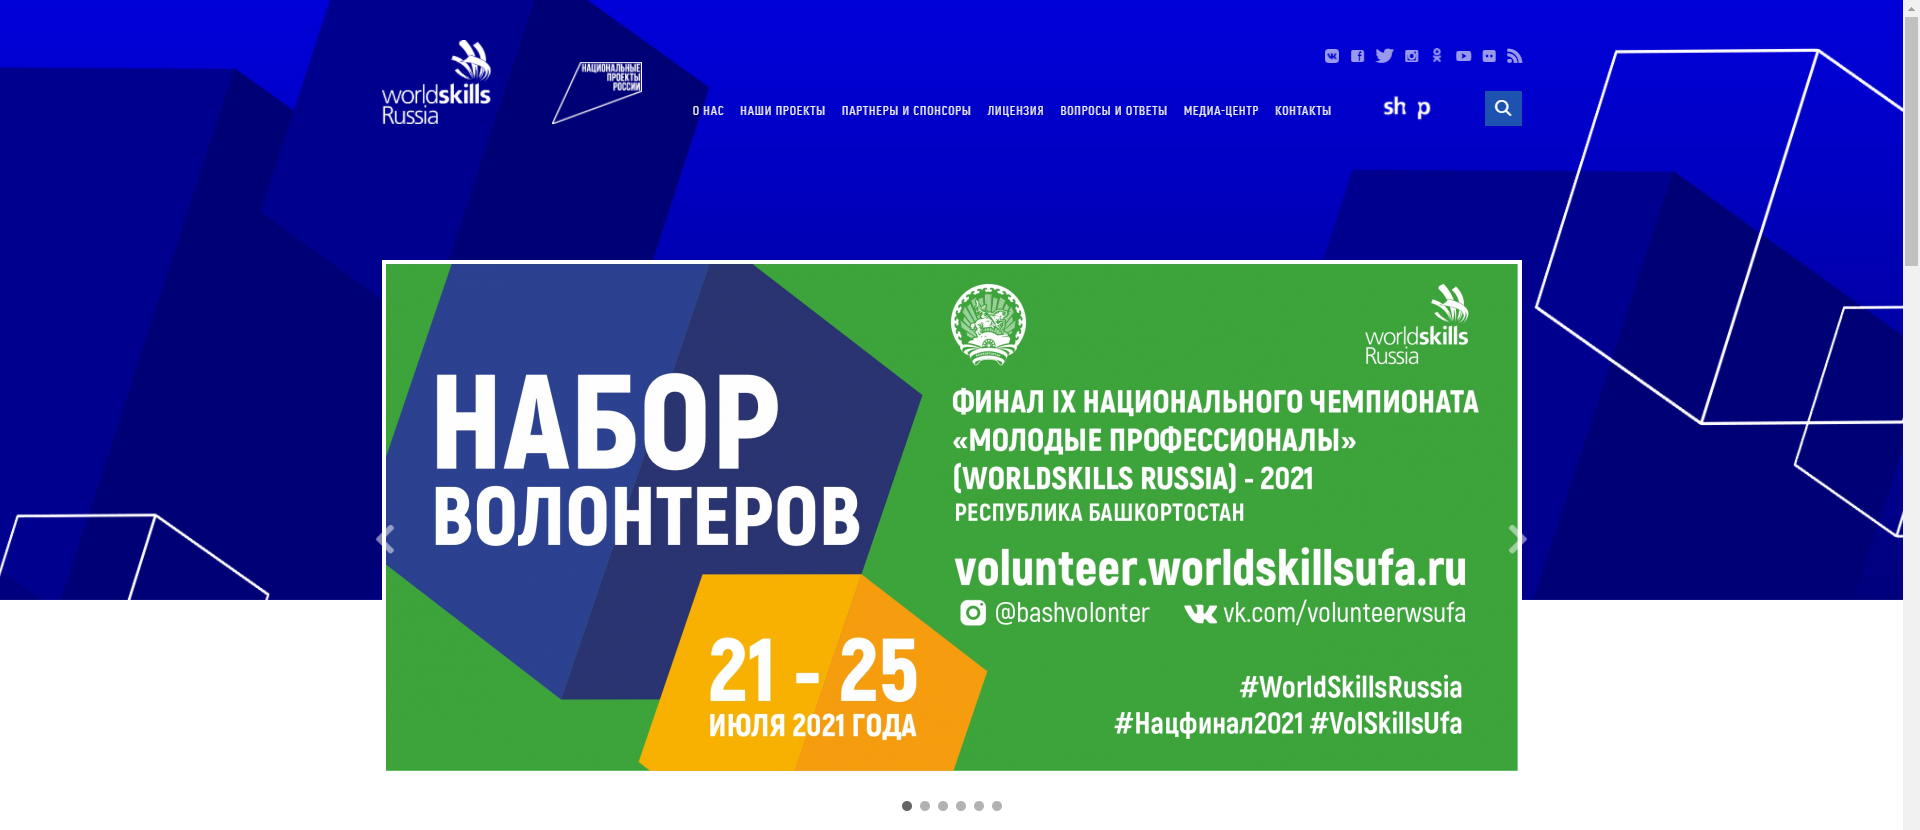 worldskills
Russia
НАЦИОНАЛЬНЫЕ
ПРОЕКТЫ
РОССИИ
О НАС НАШИ ПРОЕКТЫ ПАРТНЕРЫ И СПОНСОРЫ ЛИЦЕНЗИЯ ВОПРОСЫ И ОТВЕТЫ МЕДИА-ЦЕНТР КОНТАКТЫ
sh p
НАБОР
ВОЛОНТЕРОВ
21 - 25
ИЮЛЯ 2021 ГОДА
worldskills
Russia
ФИНАЛ IX НАЦИОНАЛЬНОГО ЧЕМПИОНАТА
«МОЛОДЫЕ ПРОФЕССИОНАЛЫ»
(WORLDSKILLS RUSSIA) - 2021
РЕСПУБЛИКА БАШКОРТОСТАН
volunteer.worldskillsufa.ru
@bashvolonter vk.com/volunteerwsufa
#WorldSkillsRussia
#Нацфинал2021 #VolSkillsUfa